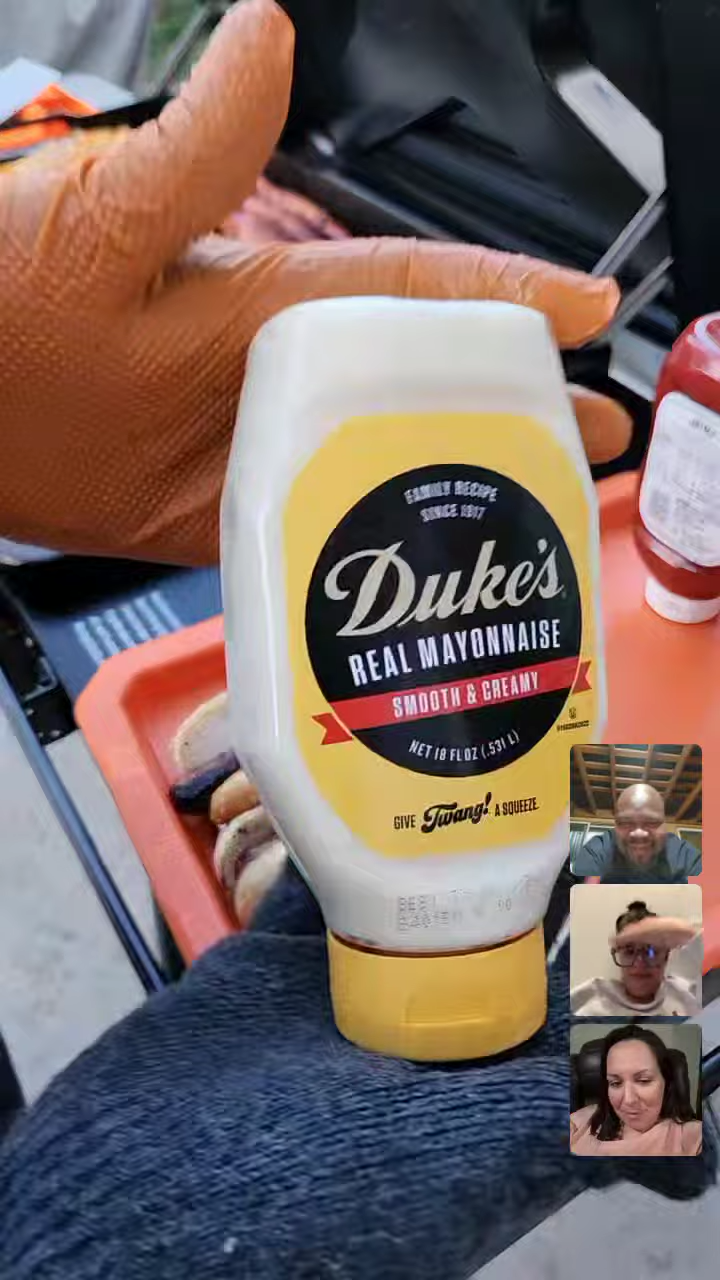 FAMILY RECIPE
SINCE 1917
Duke's
REAL MAYONNAISE
SMOOTH & CREAMY
NET 18 FL OZ (.531 L)
GIVE Twang! A SQUEEZE